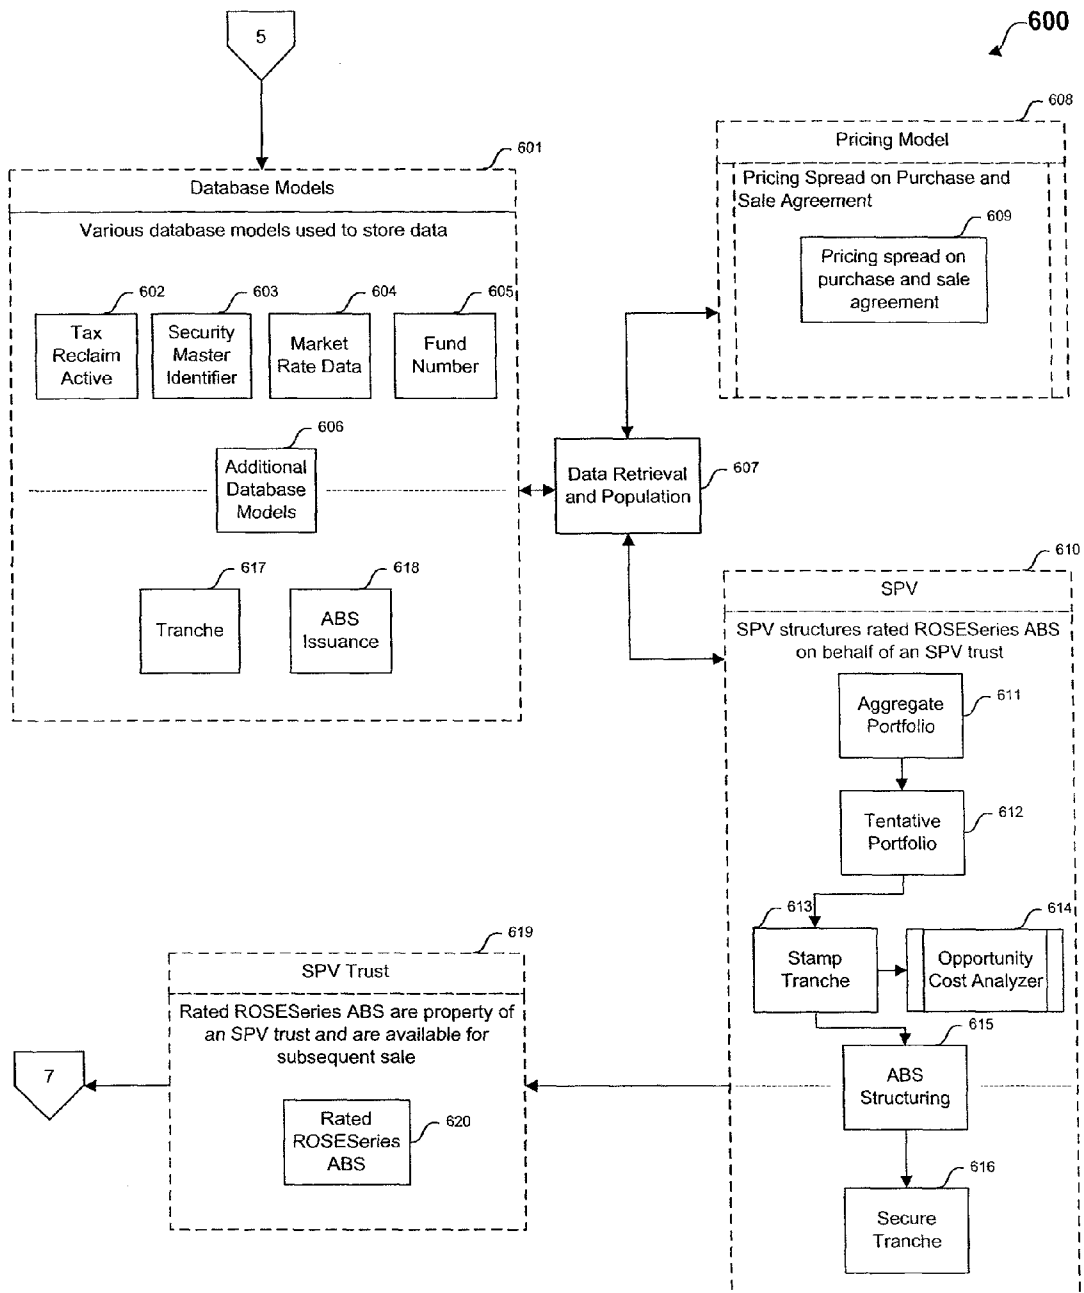 5
600
601
Database Models
Various database models used to store data
602
603
604
605
Tax
Reclaim
Active
Security
Master
Identifier
Market
Rate Data
Fund
Number
606
Additional
Database
Models
617
618
Tranche
ABS
Issuance
607
Data Retrieval
and Population
608
Pricing Model
Pricing Spread on Purchase and
Sale Agreement
609
Pricing spread on
purchase and sale
agreement
610
SPV
SPV structures rated ROSESeries ABS
on behalf of an SPV trust
611
Aggregate
Portfolio
612
Tentative
Portfolio
613
Stamp
Tranche
614
Opportunity
Cost Analyzer
615
ABS
Structuring
616
Secure
Tranche
619
SPV Trust
Rated ROSESeries ABS are property of
an SPV trust and are available for
subsequent sale
620
Rated
ROSESeries
ABS
7